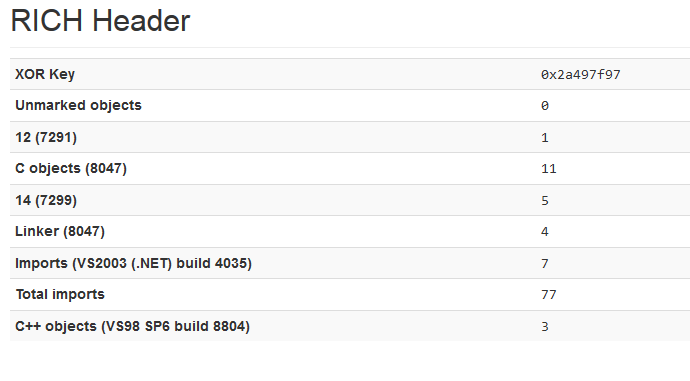 RICH Header
XOR Key 0x2a497f97
Unmarked objects 0
12 (7291) 1
C objects (8047) 11
14 (7299) 5
Linker (8047) 4
Imports (VS2003 (.NET) build 4035) 7
Total imports 77
C++ objects (VS98 SP6 build 8804) 3